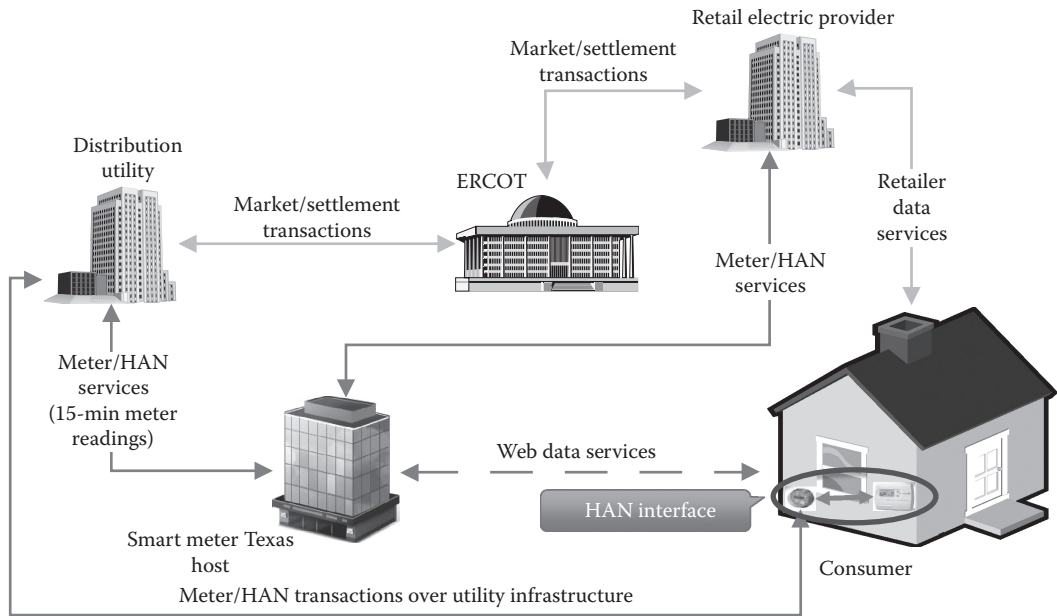 Retail electric provider
Market/settlement
transactions
Distribution
utility
ERCOT
Market/settlement
transactions
Retailer
data
services
Meter/HAN
services
Meter/HAN
services
(15-min meter
readings)
Web data services
HAN interface
Smart meter Texas
host
Consumer
Meter/HAN transactions over utility infrastructure